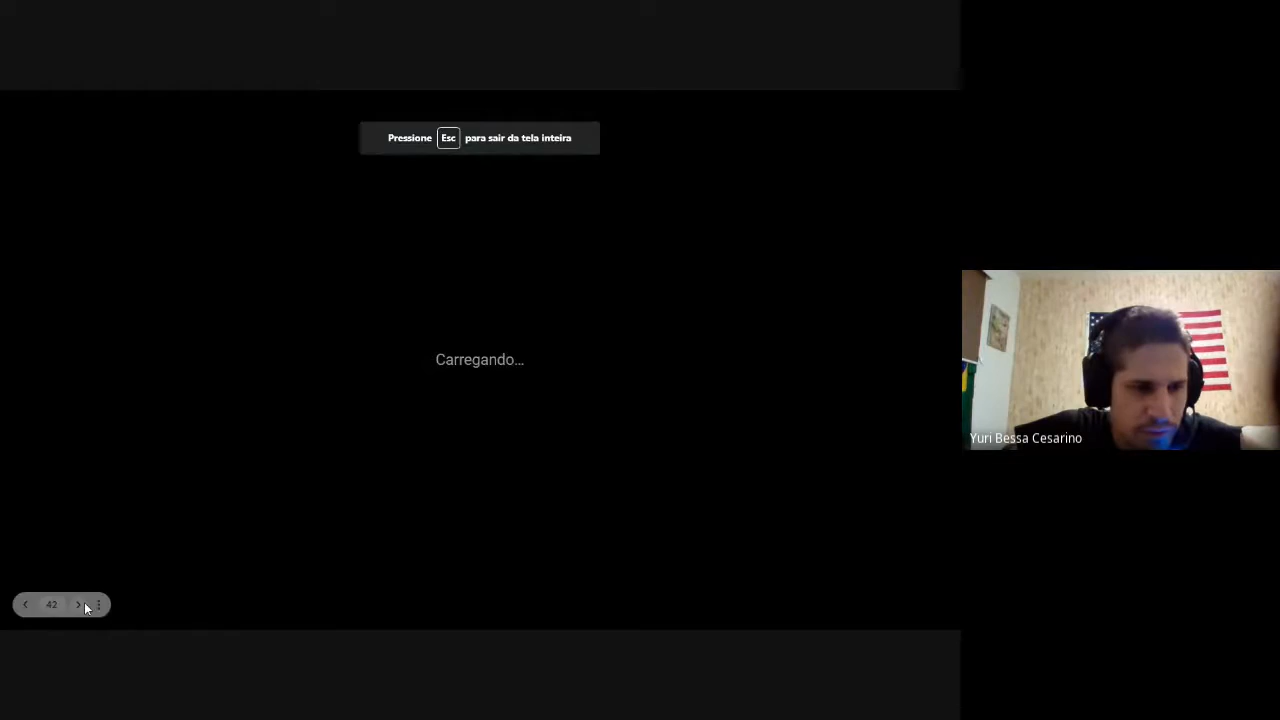 Pressione Esc para sair da tela inteira
Carregando...
Yuri Bessa Cesarino
42